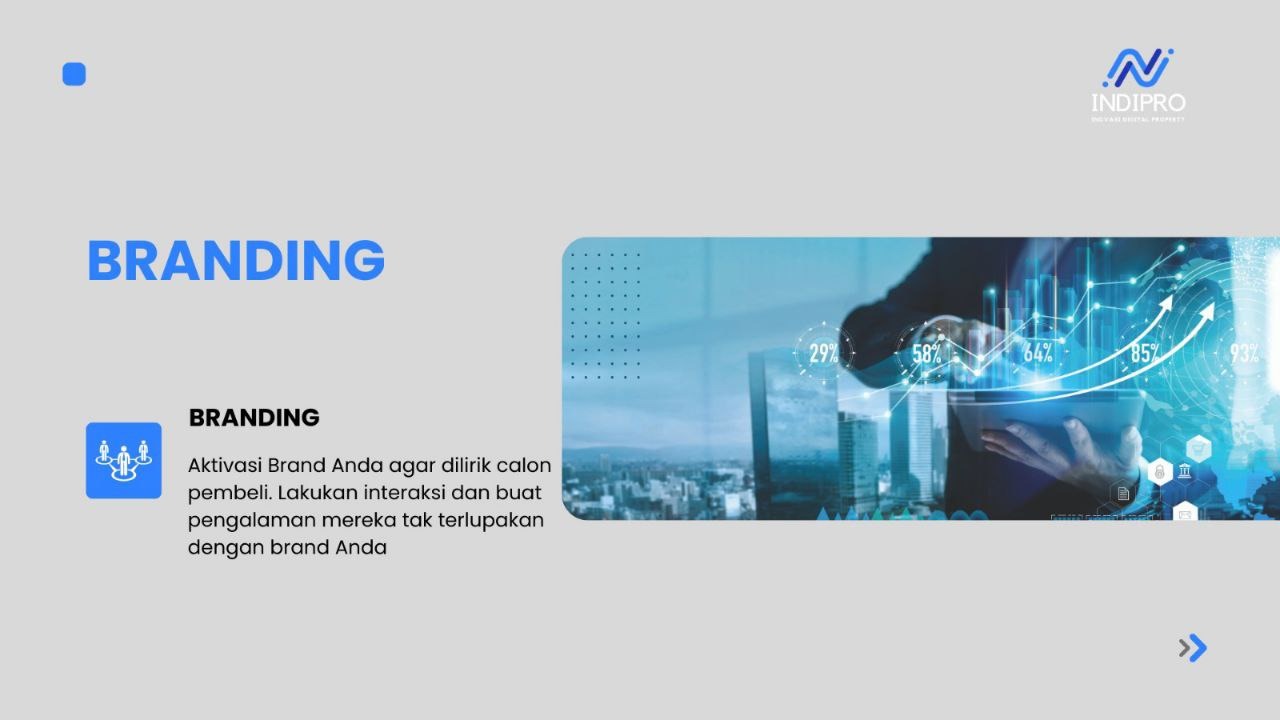 INDIPRO
INOVASI DIGITAL PROPERTY
BRANDING
29%
58%
64%
85%
93%
BRANDING
Aktivasi Brand Anda agar dilirik calon
pembeli. Lakukan interaksi dan buat
pengalaman mereka tak terlupakan
dengan brand Anda